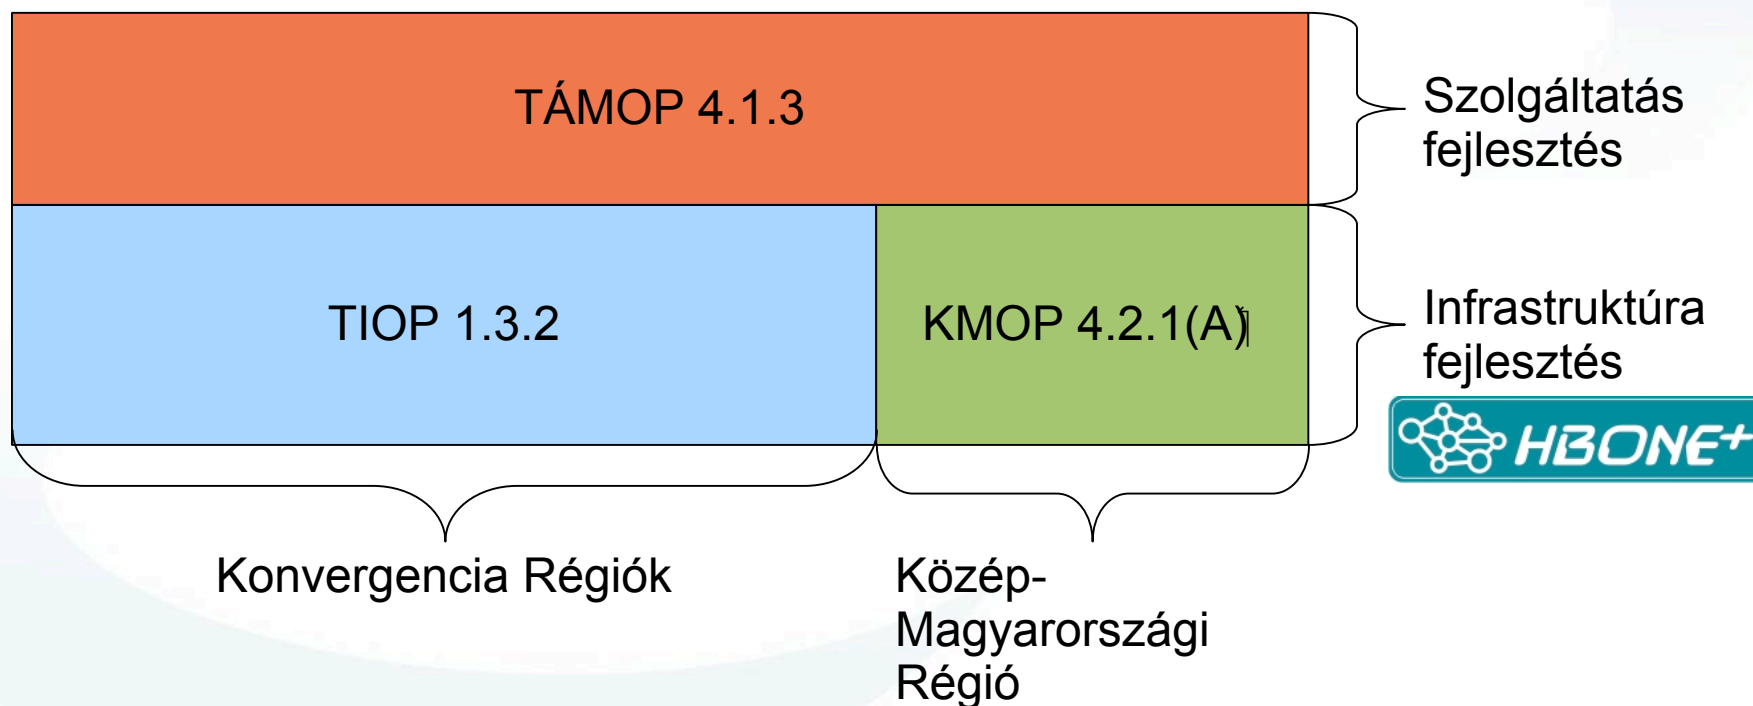 TÁMOP 4.1.3
Szolgáltatás
fejlesztés
TIOP 1.3.2
KMOP 4.2.1(A)
Infrastruktúra
fejlesztés
HBONE+
Konvergencia Régiók
Közép-
Magyarországi
Régió